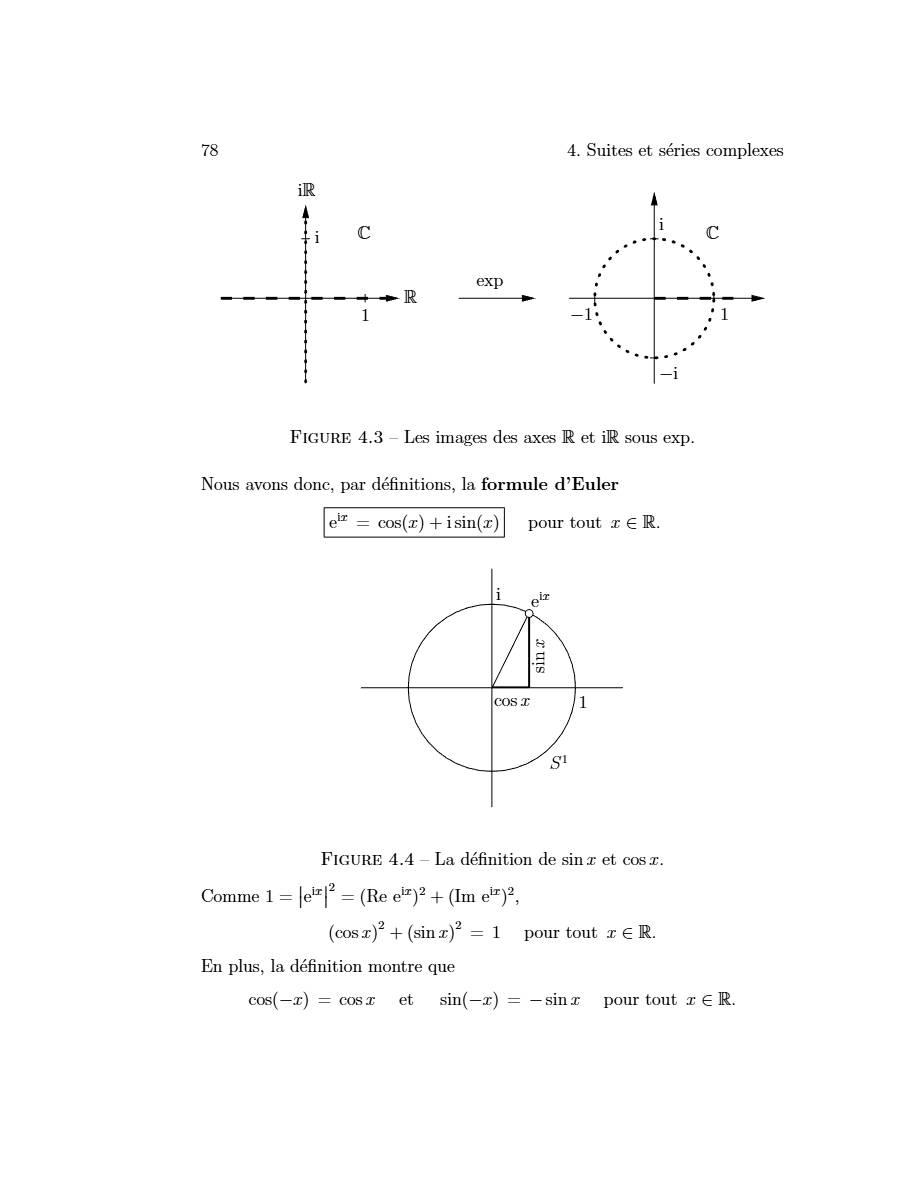 78 4. Suites et séries complexes
iℝ
i ℂ i ℂ
exp
ℝ
1 −1 1
−i
FIGURE 4.3 – Les images des axes ℝ et iℝ sous exp.
Nous avons donc, par définitions, la formule d'Euler
e^{ix} = cos(x) + i sin(x) pour tout x ∈ ℝ.
i e^{ix}
sin x
cos x 1
S¹
FIGURE 4.4 – La définition de sin x et cos x.
Comme 1 = |e^{ix}|² = (Re e^{ix})² + (Im e^{ix})²,
(cos x)² + (sin x)² = 1 pour tout x ∈ ℝ.
En plus, la définition montre que
cos(−x) = cos x et sin(−x) = − sin x pour tout x ∈ ℝ.